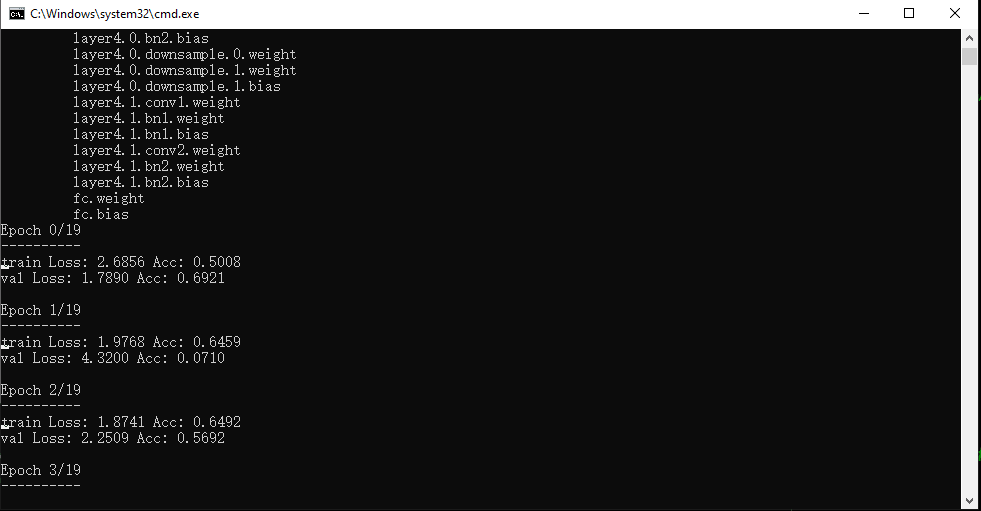 C:\Windows\system32\cmd.exe
layer4.0.bn2.bias
layer4.0.downsample.0.weight
layer4.0.downsample.1.weight
layer4.0.downsample.1.bias
layer4.1.conv1.weight
layer4.1.bn1.weight
layer4.1.bn1.bias
layer4.1.conv2.weight
layer4.1.bn2.weight
layer4.1.bn2.bias
fc.weight
fc.bias
Epoch 0/19
----------
train Loss: 2.6856 Acc: 0.5008
val Loss: 1.7890 Acc: 0.6921
Epoch 1/19
----------
train Loss: 1.9768 Acc: 0.6459
val Loss: 4.3200 Acc: 0.0710
Epoch 2/19
----------
train Loss: 1.8741 Acc: 0.6492
val Loss: 2.2509 Acc: 0.5692
Epoch 3/19
----------